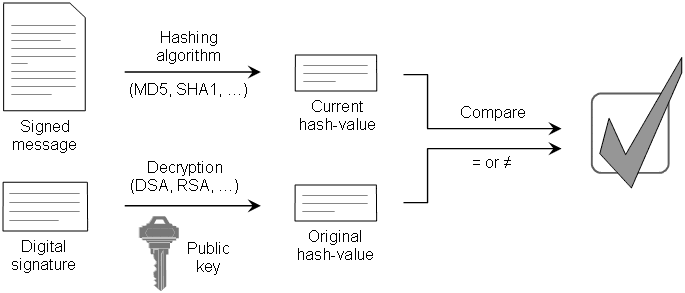 Signed
message
Hashing
algorithm
(MD5, SHA1, …)
Current
hash-value
Compare
= or ≠
Digital
signature
Decryption
(DSA, RSA, …)
Public
key
Original
hash-value